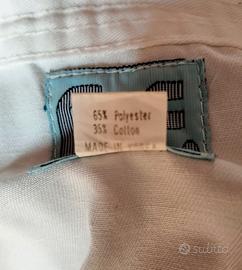 65% Polyester
35% Cotton
MADE IN KOREA
subito